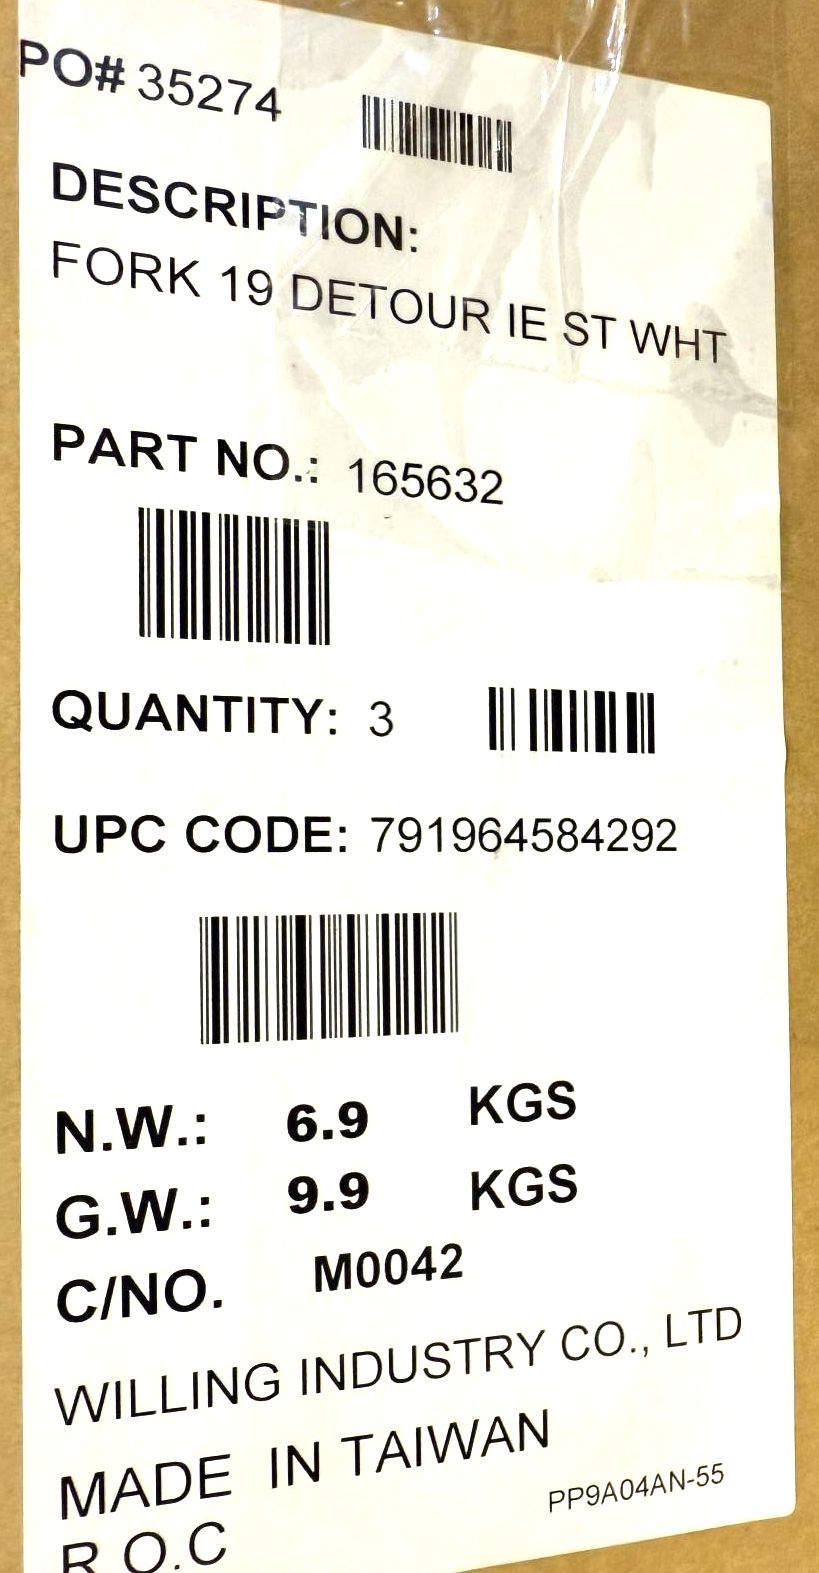 PO# 35274
DESCRIPTION:
FORK 19 DETOUR IE ST WHT
PART NO.: 165632
QUANTITY: 3
UPC CODE: 791964584292
N.W.: 6.9 KGS
G.W.: 9.9 KGS
C/NO. M0042
WILLING INDUSTRY CO., LTD
MADE IN TAIWAN
PP9A04AN-55
R.O.C